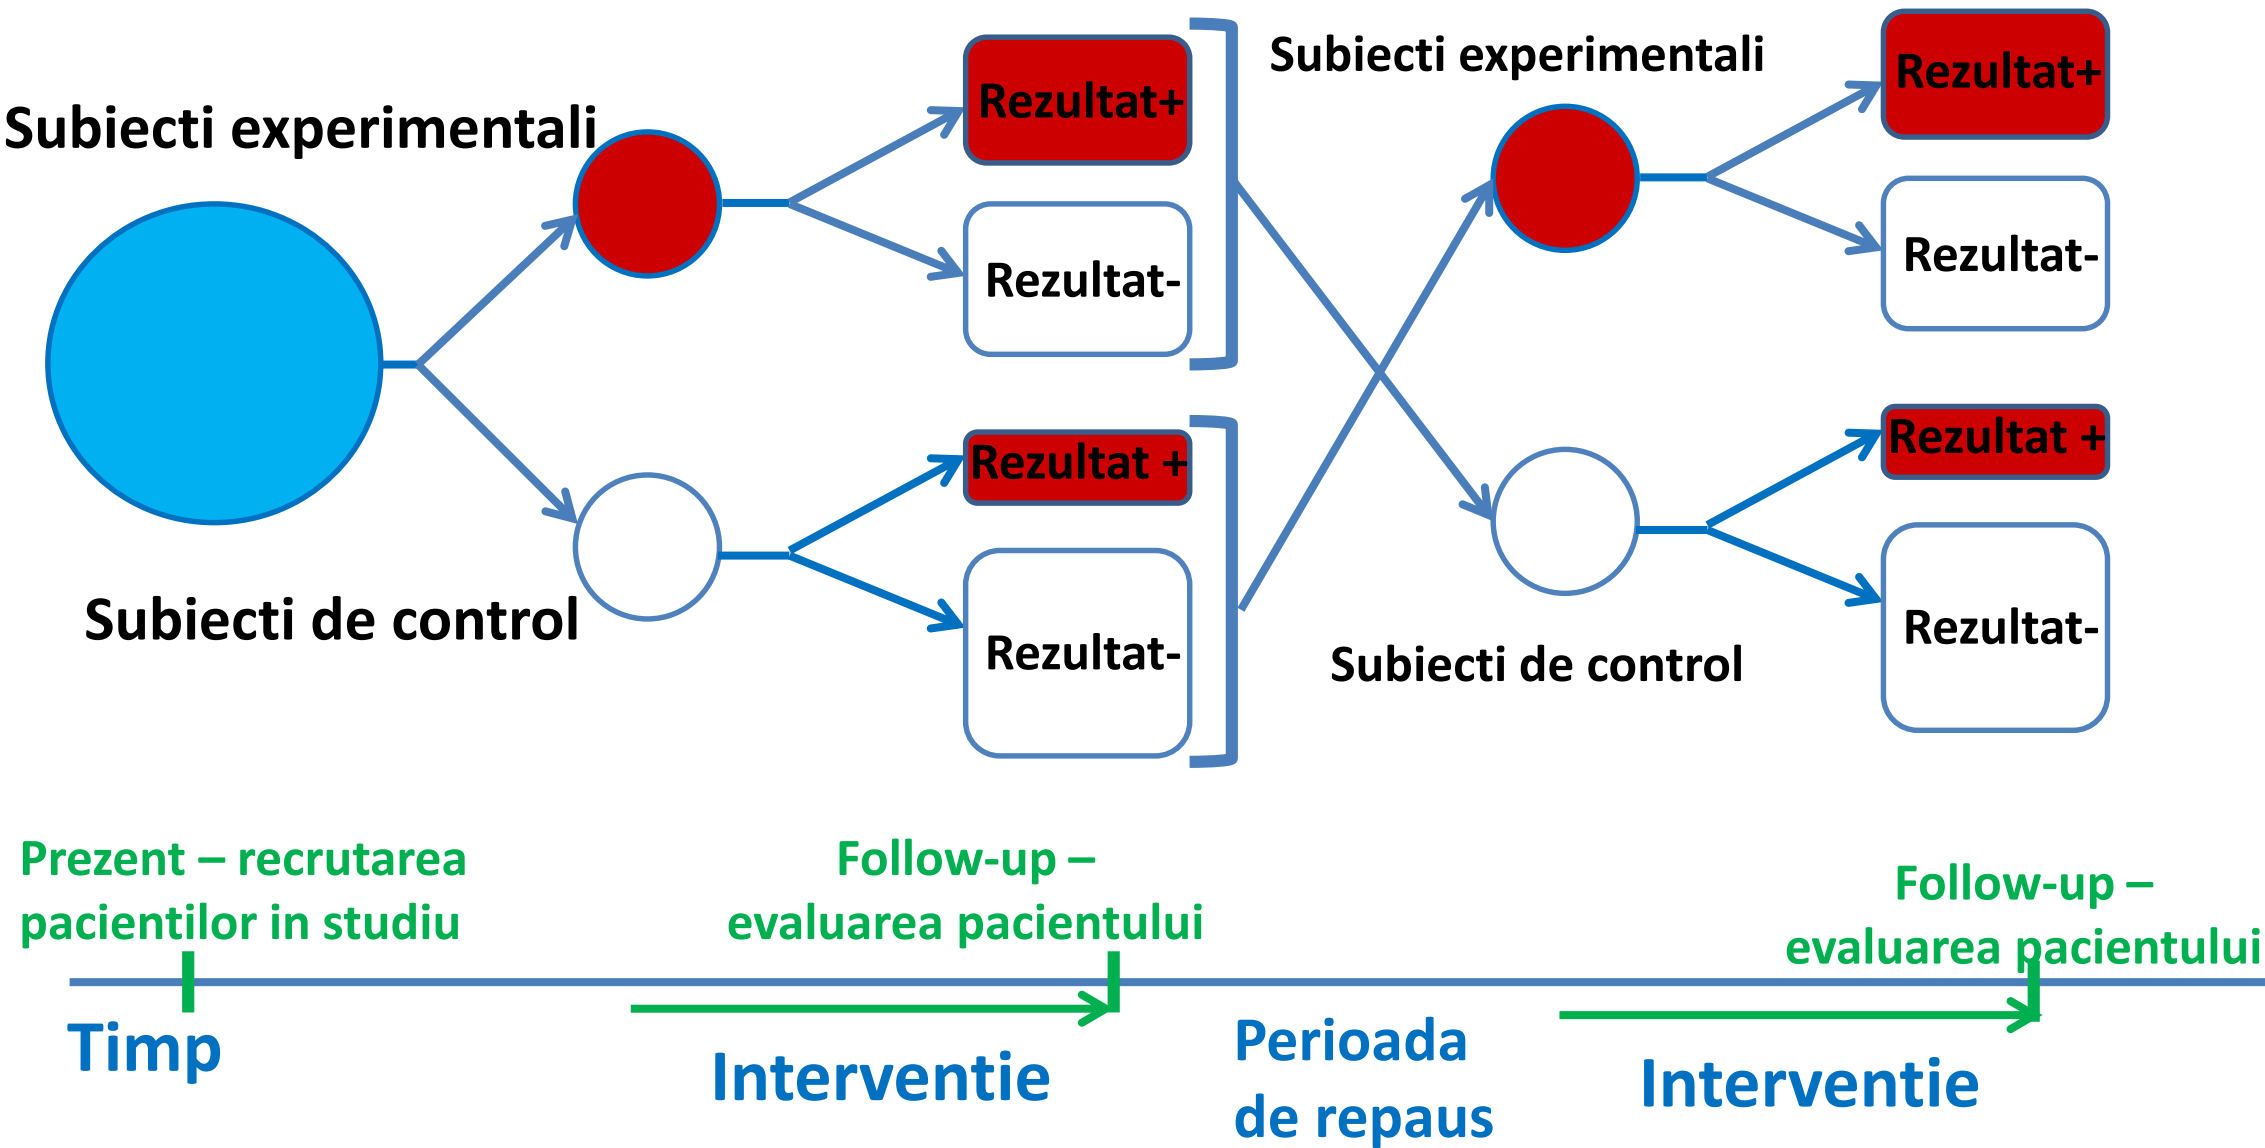 Subiecti experimentali
Rezultat+
Rezultat-
Subiecti de control
Rezultat +
Rezultat-
Subiecti experimentali
Rezultat+
Rezultat-
Rezultat +
Rezultat-
Subiecti de control
Prezent – recrutarea
pacientilor in studiu
Follow-up –
evaluarea pacientului
Follow-up –
evaluarea pacientului
Timp
Interventie
Perioada
de repaus
Interventie